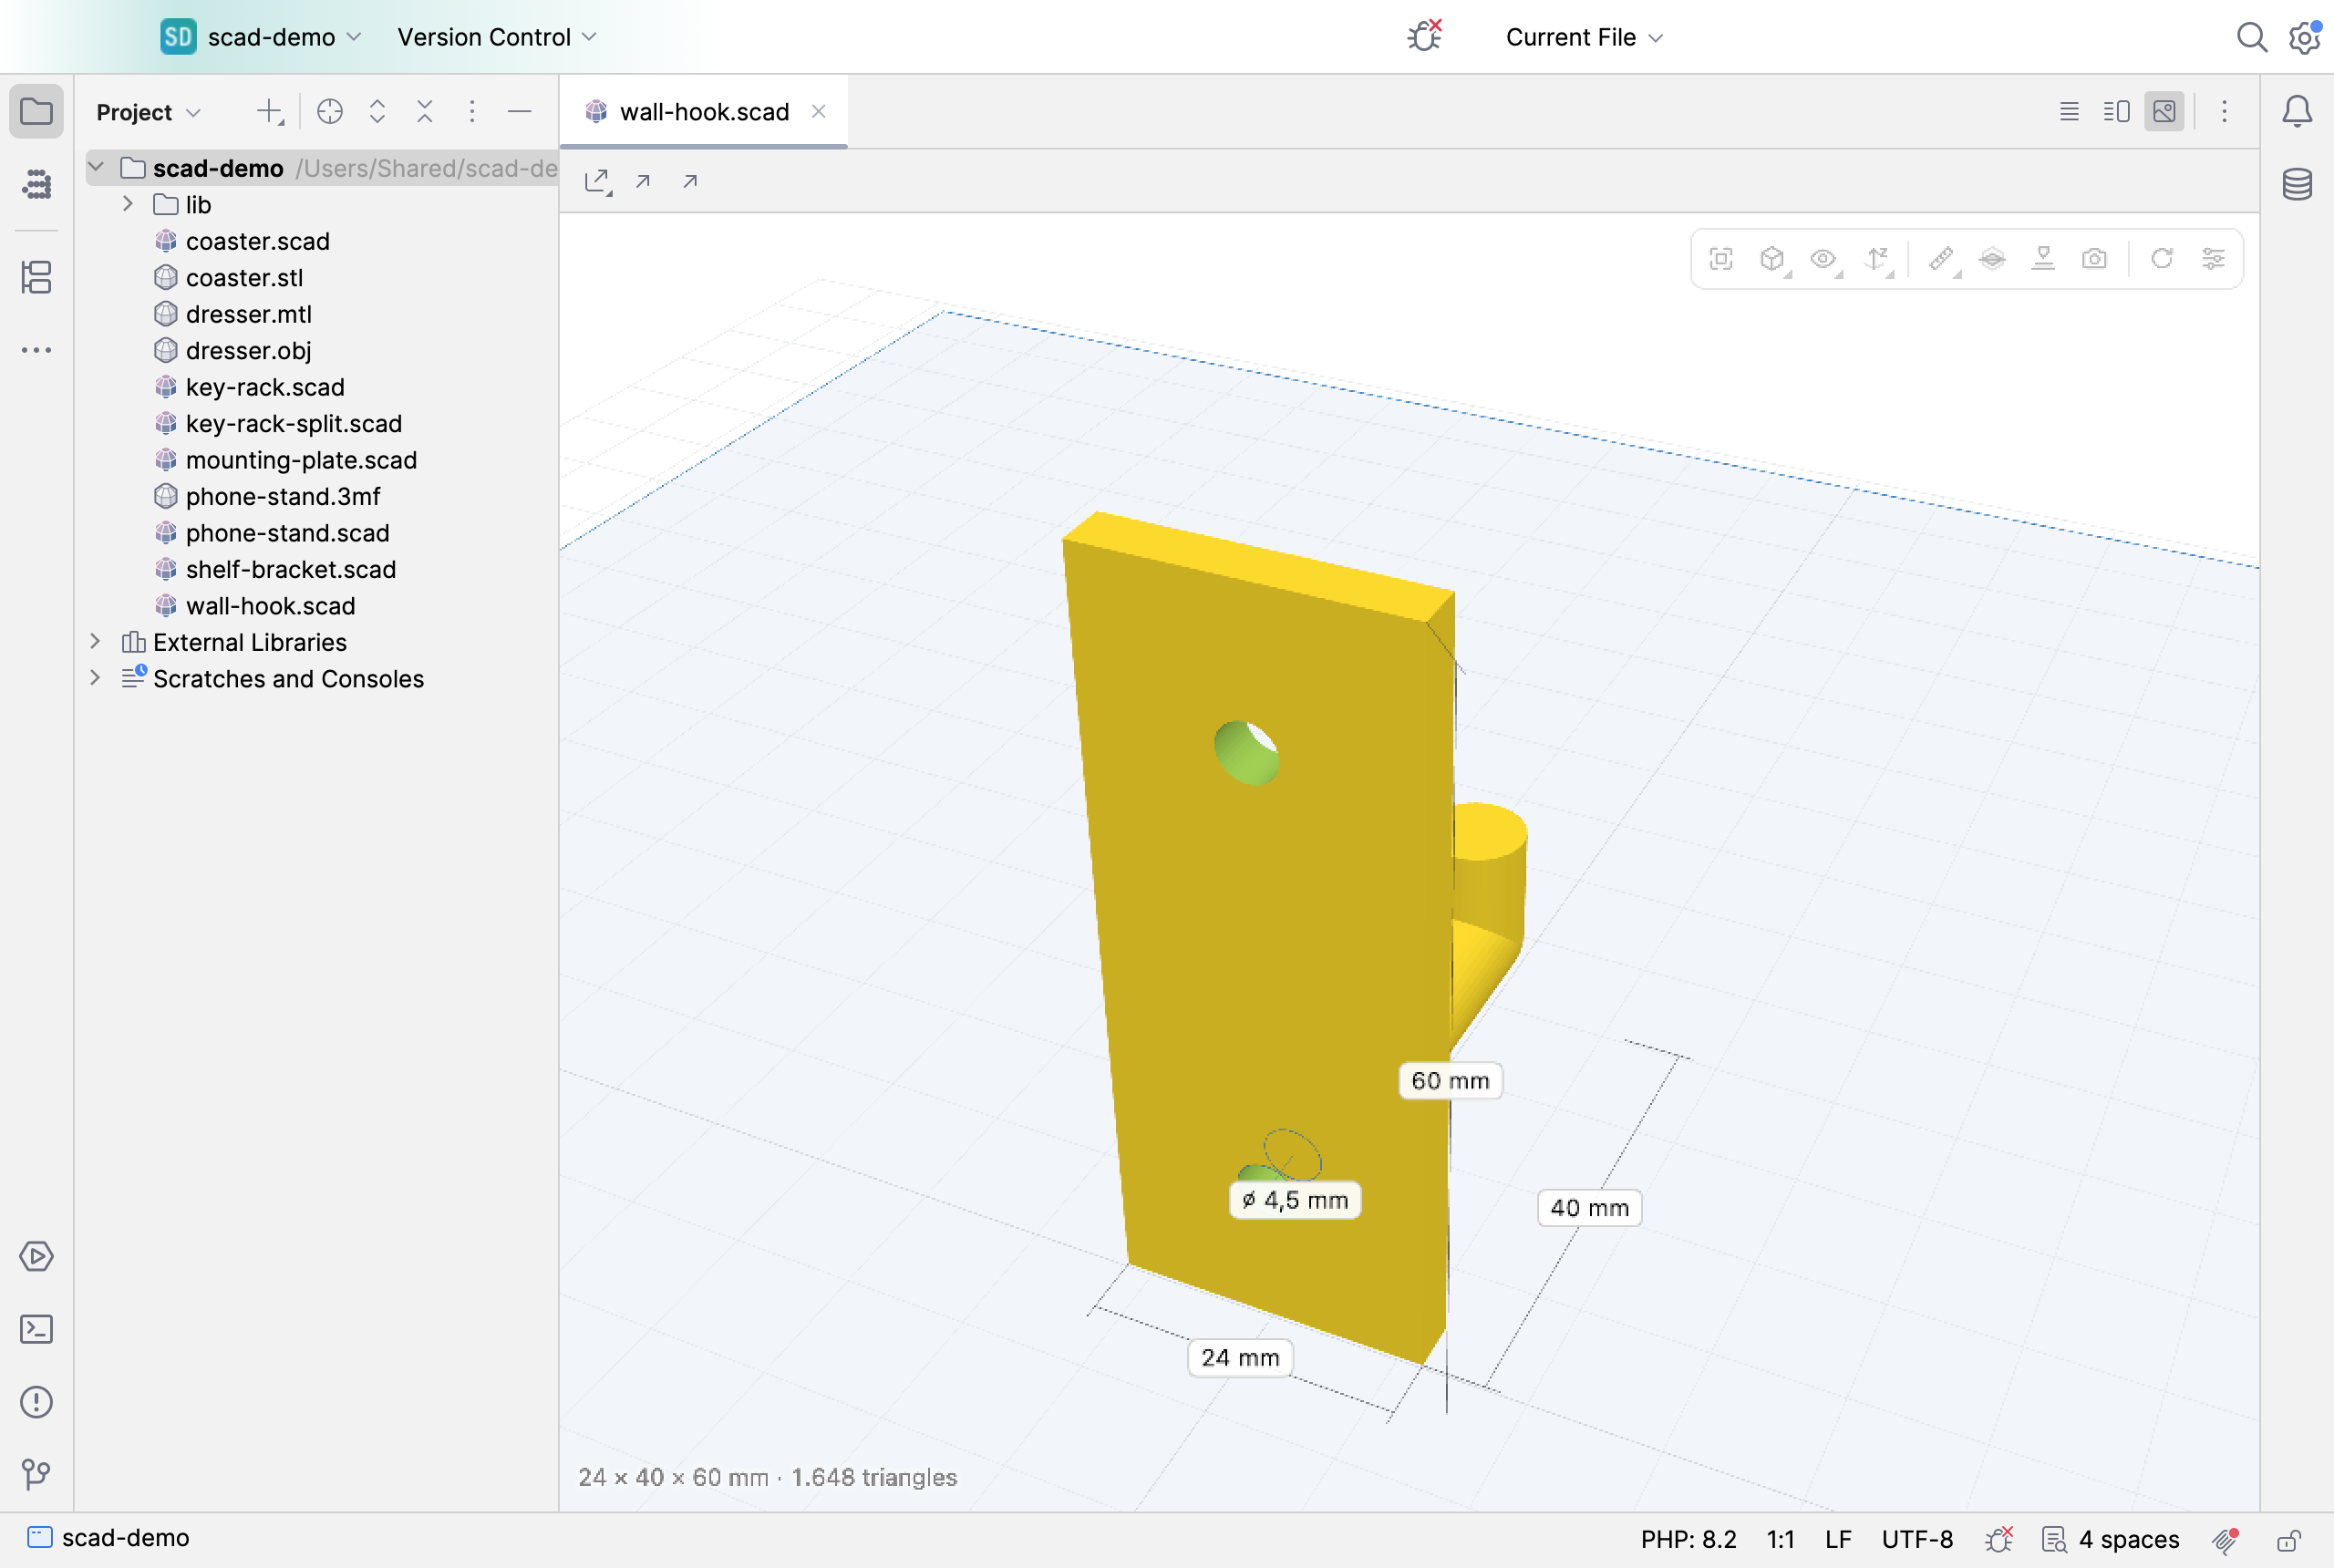 SD scad-demo Version Control Current File
Project
wall-hook.scad
scad-demo /Users/Shared/scad-de
lib
coaster.scad
coaster.stl
dresser.mtl
dresser.obj
key-rack.scad
key-rack-split.scad
mounting-plate.scad
phone-stand.3mf
phone-stand.scad
shelf-bracket.scad
wall-hook.scad
External Libraries
Scratches and Consoles
60 mm
ø 4,5 mm
40 mm
24 mm
24 × 40 × 60 mm · 1.648 triangles
scad-demo PHP: 8.2 1:1 LF UTF-8 4 spaces